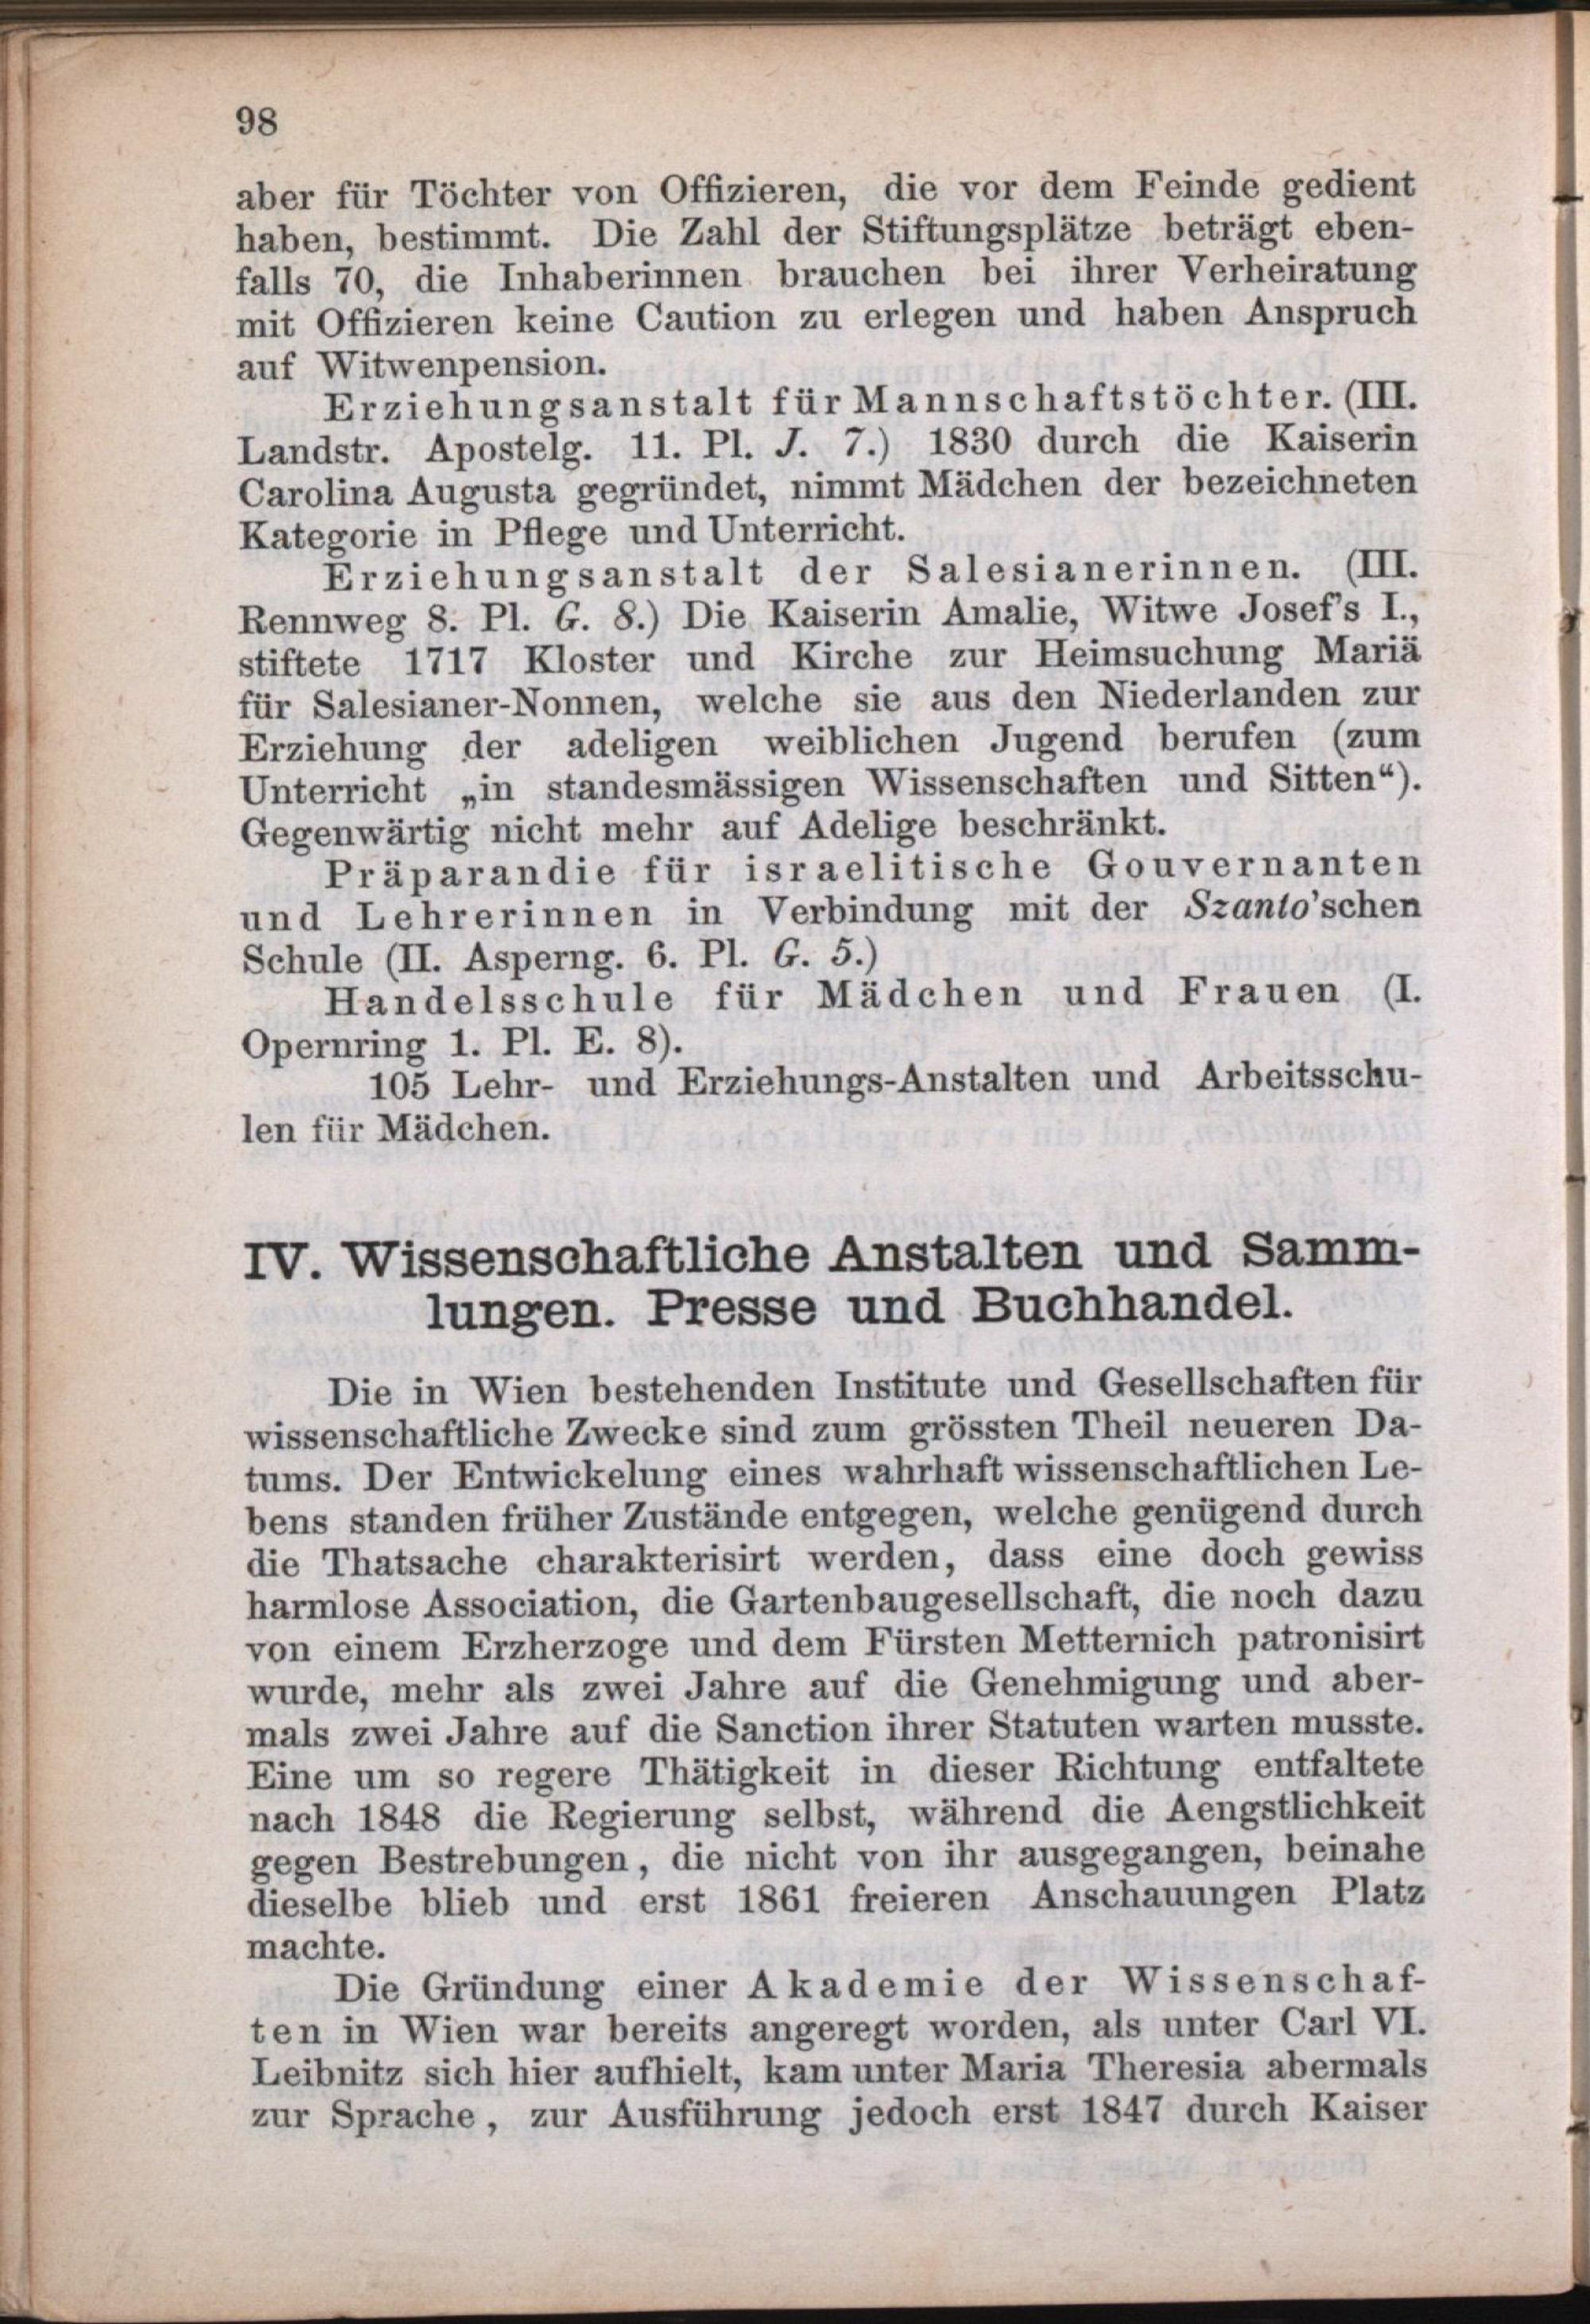 98
aber für Töchter von Offizieren, die vor dem Feinde gedient
haben, bestimmt. Die Zahl der Stiftungsplätze beträgt eben-
falls 70, die Inhaberinnen brauchen bei ihrer Verheiratung
mit Offizieren keine Caution zu erlegen und haben Anspruch
auf Witwenpension.
Erziehungsanstalt für Mannschaftstöchter. (III.
Landstr. Apostelg. 11. Pl. J. 7.) 1830 durch die Kaiserin
Carolina Augusta gegründet, nimmt Mädchen der bezeichneten
Kategorie in Pflege und Unterricht.
Erziehungsanstalt der Salesianerinnen. (III.
Rennweg 8. Pl. G. 8.) Die Kaiserin Amalie, Witwe Josef's I.,
stiftete 1717 Kloster und Kirche zur Heimsuchung Mariä
für Salesianer-Nonnen, welche sie aus den Niederlanden zur
Erziehung der adeligen weiblichen Jugend berufen (zum
Unterricht „in standesmässigen Wissenschaften und Sitten“).
Gegenwärtig nicht mehr auf Adelige beschränkt.
Präparandie für israelitische Gouvernanten
und Lehrerinnen in Verbindung mit der Szanto'schen
Schule (II. Asperng. 6. Pl. G. 5.)
Handelsschule für Mädchen und Frauen (I.
Opernring 1. Pl. E. 8).
105 Lehr- und Erziehungs-Anstalten und Arbeitsschu-
len für Mädchen.
IV. Wissenschaftliche Anstalten und Samm-
lungen. Presse und Buchhandel.
Die in Wien bestehenden Institute und Gesellschaften für
wissenschaftliche Zwecke sind zum grössten Theil neueren Da-
tums. Der Entwickelung eines wahrhaft wissenschaftlichen Le-
bens standen früher Zustände entgegen, welche genügend durch
die Thatsache charakterisirt werden, dass eine doch gewiss
harmlose Association, die Gartenbaugesellschaft, die noch dazu
von einem Erzherzoge und dem Fürsten Metternich patronisirt
wurde, mehr als zwei Jahre auf die Genehmigung und aber-
mals zwei Jahre auf die Sanction ihrer Statuten warten musste.
Eine um so regere Thätigkeit in dieser Richtung entfaltete
nach 1848 die Regierung selbst, während die Aengstlichkeit
gegen Bestrebungen, die nicht von ihr ausgegangen, beinahe
dieselbe blieb und erst 1861 freieren Anschauungen Platz
machte.
Die Gründung einer Akademie der Wissenschaf-
ten in Wien war bereits angeregt worden, als unter Carl VI.
Leibnitz sich hier aufhielt, kam unter Maria Theresia abermals
zur Sprache, zur Ausführung jedoch erst 1847 durch Kaiser